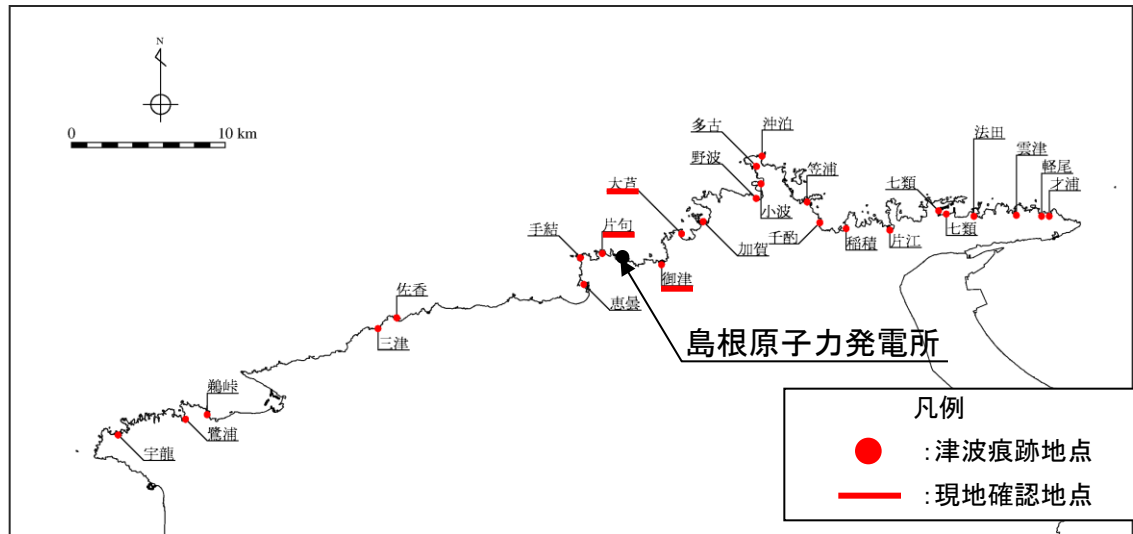 N
0
10 km
多古
沖泊
野波
大芦
笠浦
小波
法田
雲津
軽尾
才浦
七類
七類
手結
片句
加賀
千酌
稲積
片江
御津
恵曇
佐香
三津
島根原子力発電所
鵜峠
鷺浦
宇龍
凡例
:津波痕跡地点
:現地確認地点